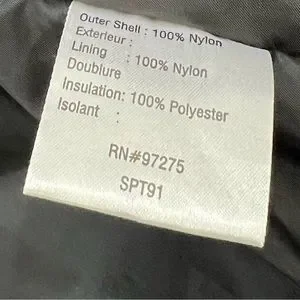 Outer Shell : 100% Nylon
Exterieur :
Lining : 100% Nylon
Doublure
Insulation: 100% Polyester
Isolant :
RN#97275
SPT91